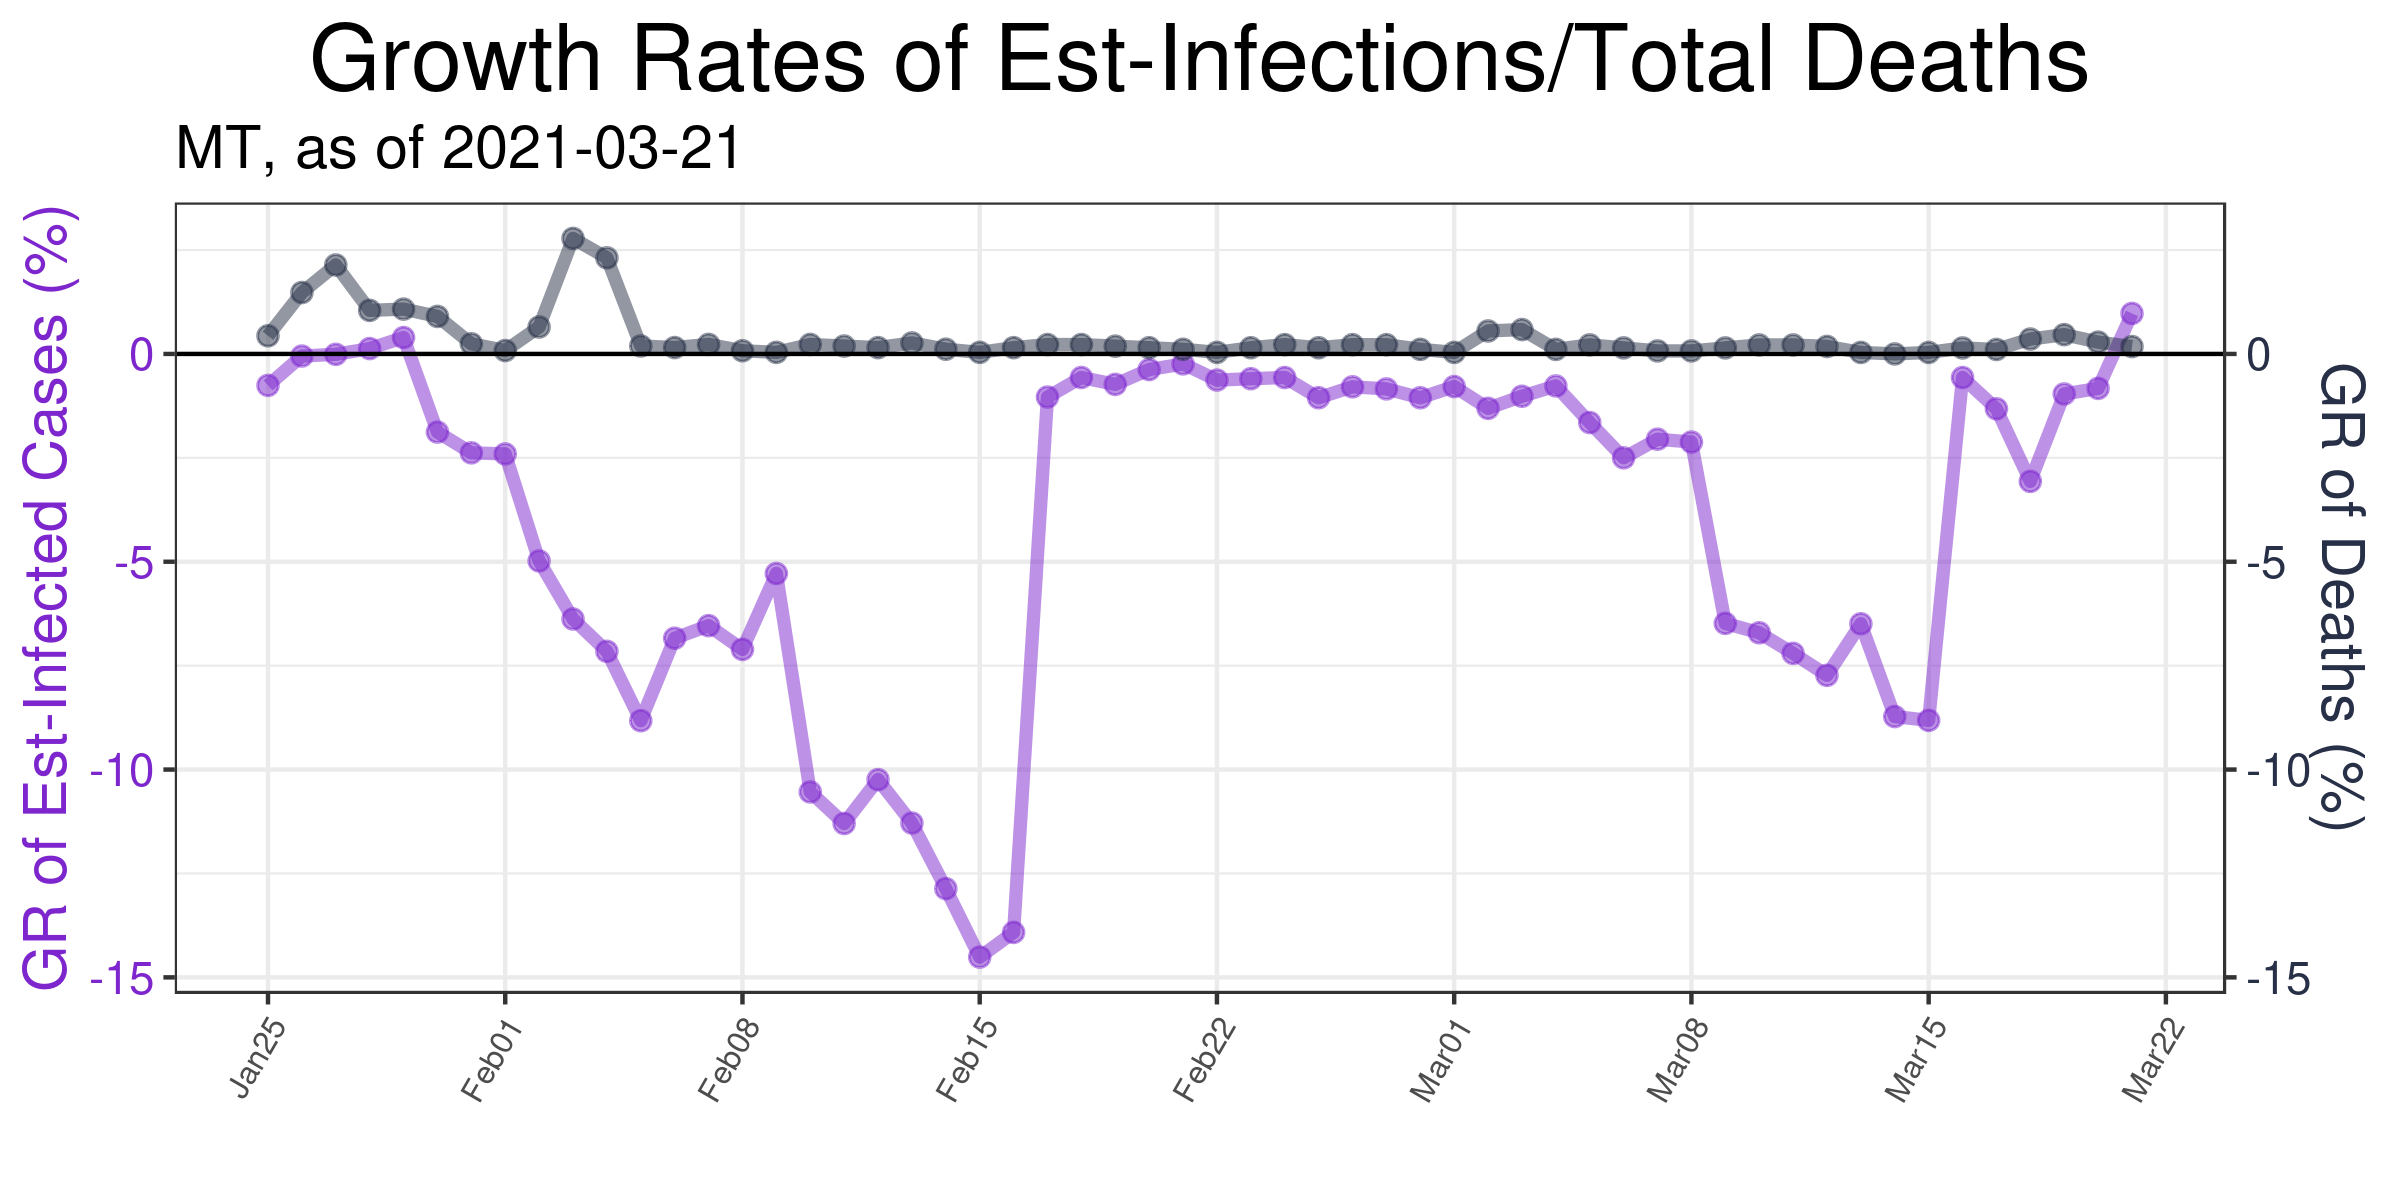 Growth Rates of Est-Infections/Total Deaths
MT, as of 2021-03-21
GR of Est-Infected Cases (%)
0
-5
-10
-15
0
-5
-10
-15
GR of Deaths (%)
Jan25
Feb01
Feb08
Feb15
Feb22
Mar01
Mar08
Mar15
Mar22